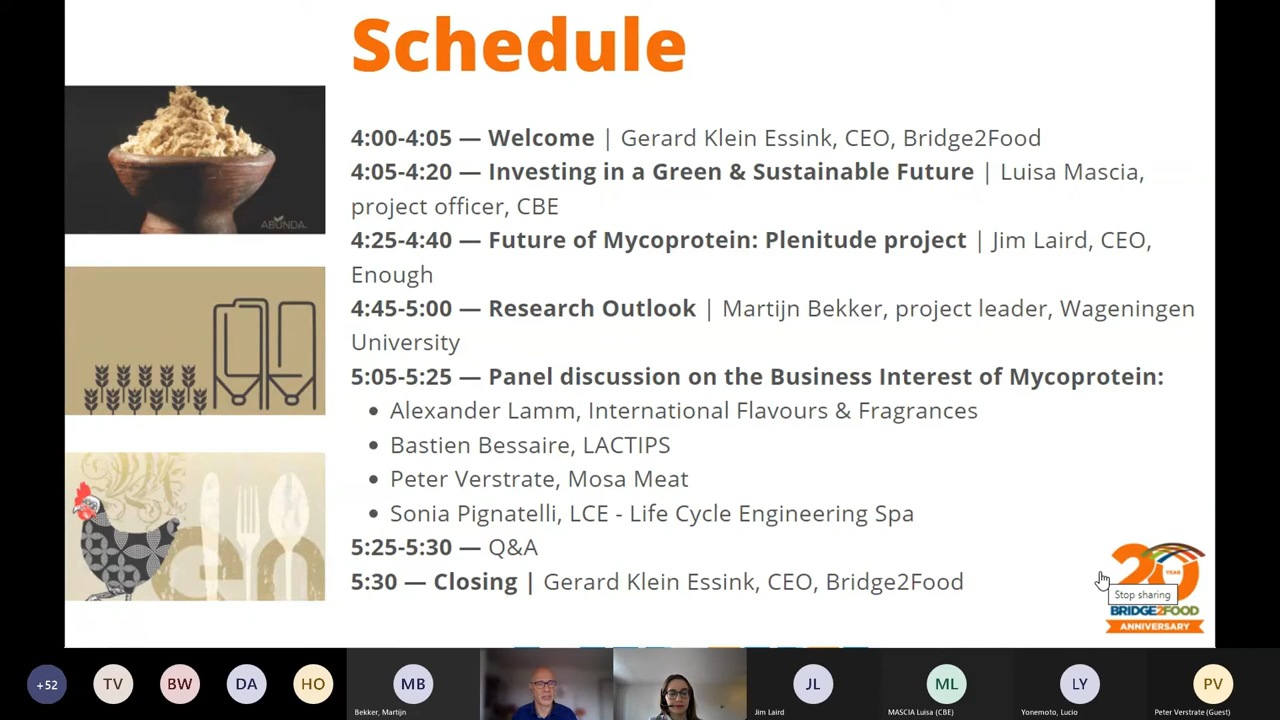 Schedule
4:00-4:05 — Welcome | Gerard Klein Essink, CEO, Bridge2Food
4:05-4:20 — Investing in a Green & Sustainable Future | Luisa Mascia,
project officer, CBE
4:25-4:40 — Future of Mycoprotein: Plenitude project | Jim Laird, CEO,
Enough
4:45-5:00 — Research Outlook | Martijn Bekker, project leader, Wageningen
University
5:05-5:25 — Panel discussion on the Business Interest of Mycoprotein:
• Alexander Lamm, International Flavours & Fragrances
• Bastien Bessaire, LACTIPS
• Peter Verstrate, Mosa Meat
• Sonia Pignatelli, LCE - Life Cycle Engineering Spa
5:25-5:30 — Q&A
5:30 — Closing | Gerard Klein Essink, CEO, Bridge2Food
ABUNDA
en
20
YEAR
Stop sharing
BRIDGE2FOOD
ANNIVERSARY
+52
TV
BW
DA
HO
MB
JL
ML
LY
PV
Bekker, Martijn
Jim Laird
MASCIA Luisa (CBE)
Yonemoto, Lucio
Peter Verstrate (Guest)